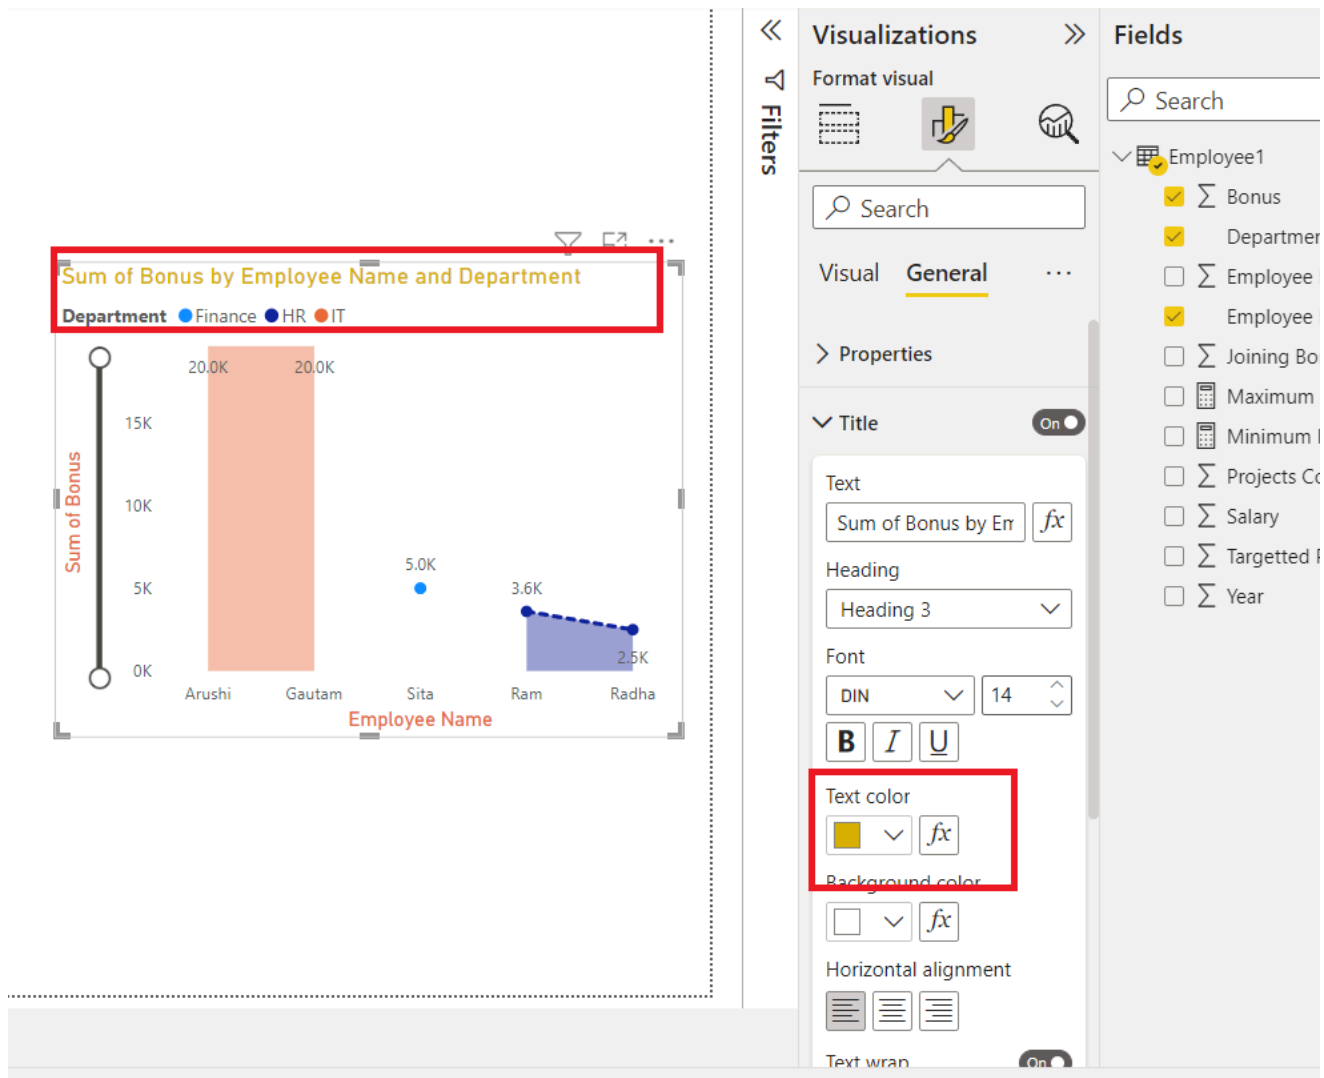 Sum of Bonus by Employee Name and Department
Department Finance HR IT
20.0K 20.0K
15K
10K
5K
0K
5.0K
3.6K
2.5K
Sum of Bonus
Arushi Gautam Sita Ram Radha
Employee Name
Filters
Visualizations
Format visual
Search
Visual General ...
Properties
Title On
Text
Sum of Bonus by Em fx
Heading
Heading 3
Font
DIN 14
B I U
Text color
fx
Background color
fx
Horizontal alignment
Text wrap On
Fields
Search
Employee1
Σ Bonus
Departmen
Σ Employee
Employee
Σ Joining Bo
Maximum
Minimum
Σ Projects Co
Σ Salary
Σ Targetted
Σ Year